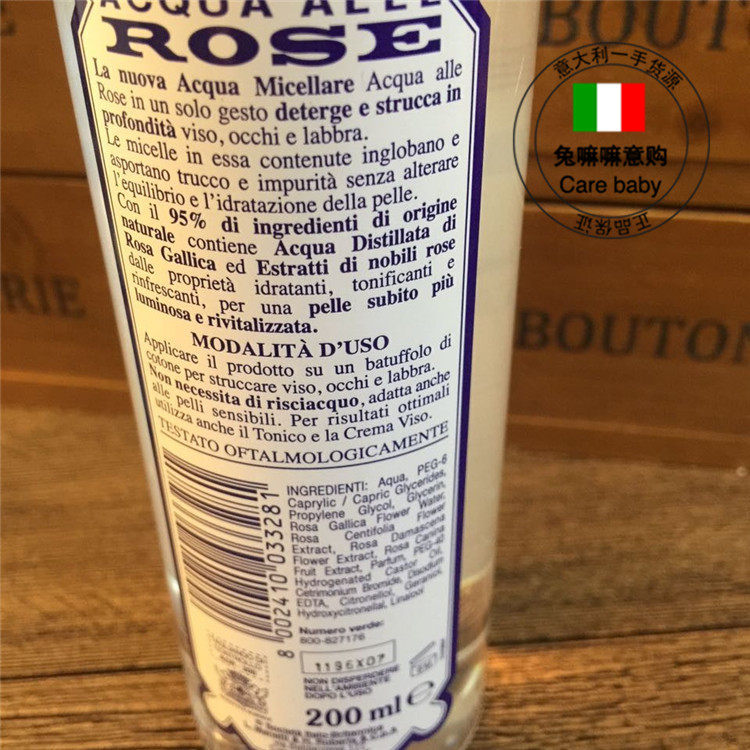 ACQUA ALLE
ROSE
La nuova Acqua Micellare Acqua alle
Rose in un solo gesto deterge e strucca in
profondità viso, occhi e labbra.
Le micelle in essa contenute inglobano e
asportano trucco e impurità senza alterare
l'equilibrio e l'idratazione della pelle.
Con il 95% di ingredienti di origine
naturale contiene Acqua Distillata di
Rosa Gallica ed Estratti di nobili rose
dalle proprietà idratanti, tonificanti e
rinfrescanti, per una pelle subito più
luminosa e rivitalizzata.
MODALITÀ D'USO
Applicare il prodotto su un batuffolo di
cotone per struccare viso, occhi e labbra.
Non necessita di risciacquo, adatta anche
alle pelli sensibili. Per risultati ottimali
utilizza anche il Tonico e la Crema Viso.
TESTATO OFTALMOLOGICAMENTE
INGREDIENTI: Aqua, PEG-6
Caprylic / Capric Glycerides,
Propylene Glycol, Glycerin,
Rosa Gallica Flower Water,
Rosa Centifolia Flower
Extract, Rosa Damascena
Flower Extract, Rosa Canina
Fruit Extract, Parfum, PEG-40
Hydrogenated Castor Oil,
Cetrimonium Bromide, Disodium
EDTA, Citronellol, Geraniol,
Hydroxycitronellal, Linalool
8 002410 033281
Numero verde:
800-827176
1196X07
NON DISPERDERE
NELL'AMBIENTE
DOPO L'USO
200 ml e
BOUT
RIE
BOUTON
意大利一手货源
兔嘛嘛意购
Care baby
正品保证